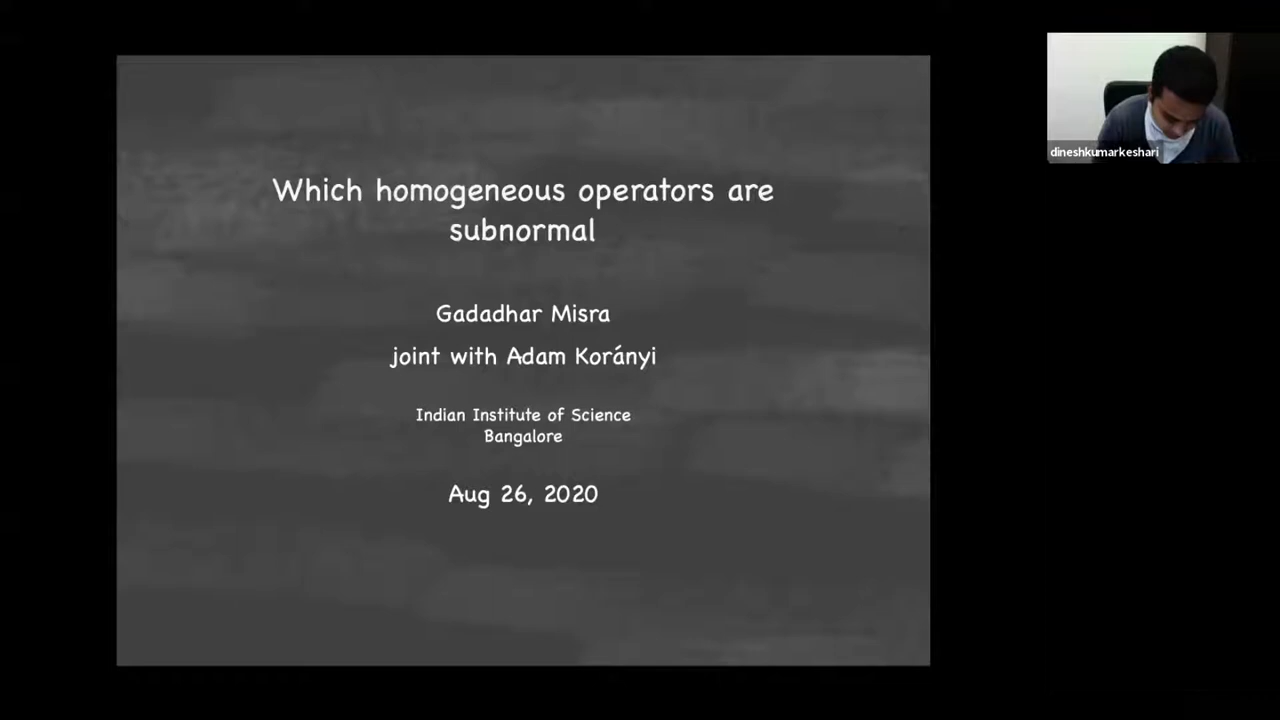 Which homogeneous operators are
subnormal
Gadadhar Misra
joint with Adam Korányi
Indian Institute of Science
Bangalore
Aug 26, 2020
dineshkumarkeshari